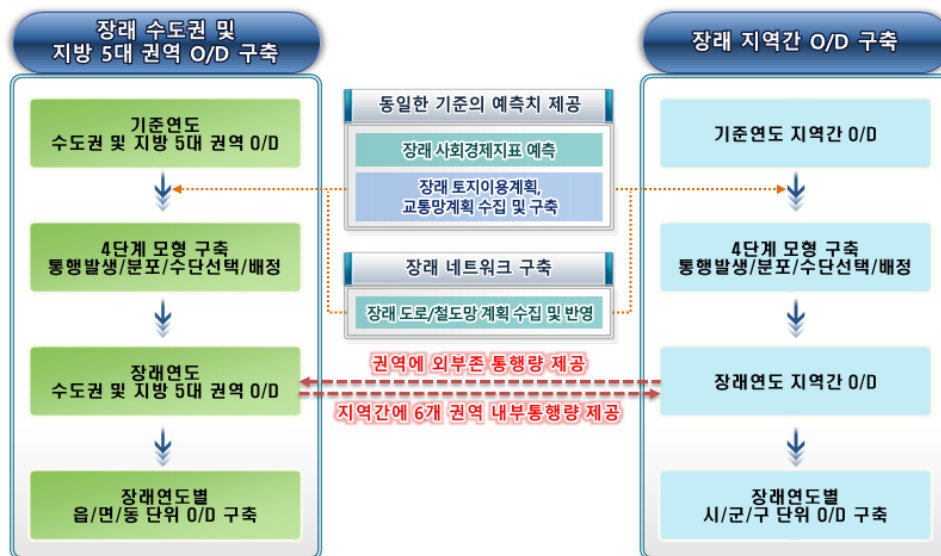 장래 수도권 및
지방 5대 권역 O/D 구축
기준연도
수도권 및 지방 5대 권역 O/D
4단계 모형 구축
통행발생/분포/수단선택/배정
장래연도
수도권 및 지방 5대 권역 O/D
장래연도별
읍/면/동 단위 O/D 구축
동일한 기준의 예측치 제공
장래 사회경제지표 예측
장래 토지이용계획,
교통망계획 수집 및 구축
장래 네트워크 구축
장래 도로/철도망 계획 수집 및 반영
권역에 외부존 통행량 제공
지역간에 6개 권역 내부통행량 제공
장래 지역간 O/D 구축
기준연도 지역간 O/D
4단계 모형 구축
통행발생/분포/수단선택/배정
장래연도 지역간 O/D
장래연도별
시/군/구 단위 O/D 구축